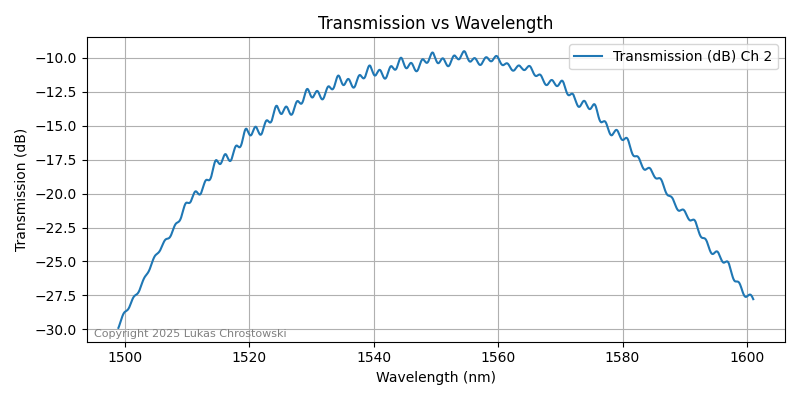 Transmission vs Wavelength
Transmission (dB) Ch 2
Transmission (dB)
−10.0
−12.5
−15.0
−17.5
−20.0
−22.5
−25.0
−27.5
−30.0
Copyright 2025 Lukas Chrostowski
1500 1520 1540 1560 1580 1600
Wavelength (nm)